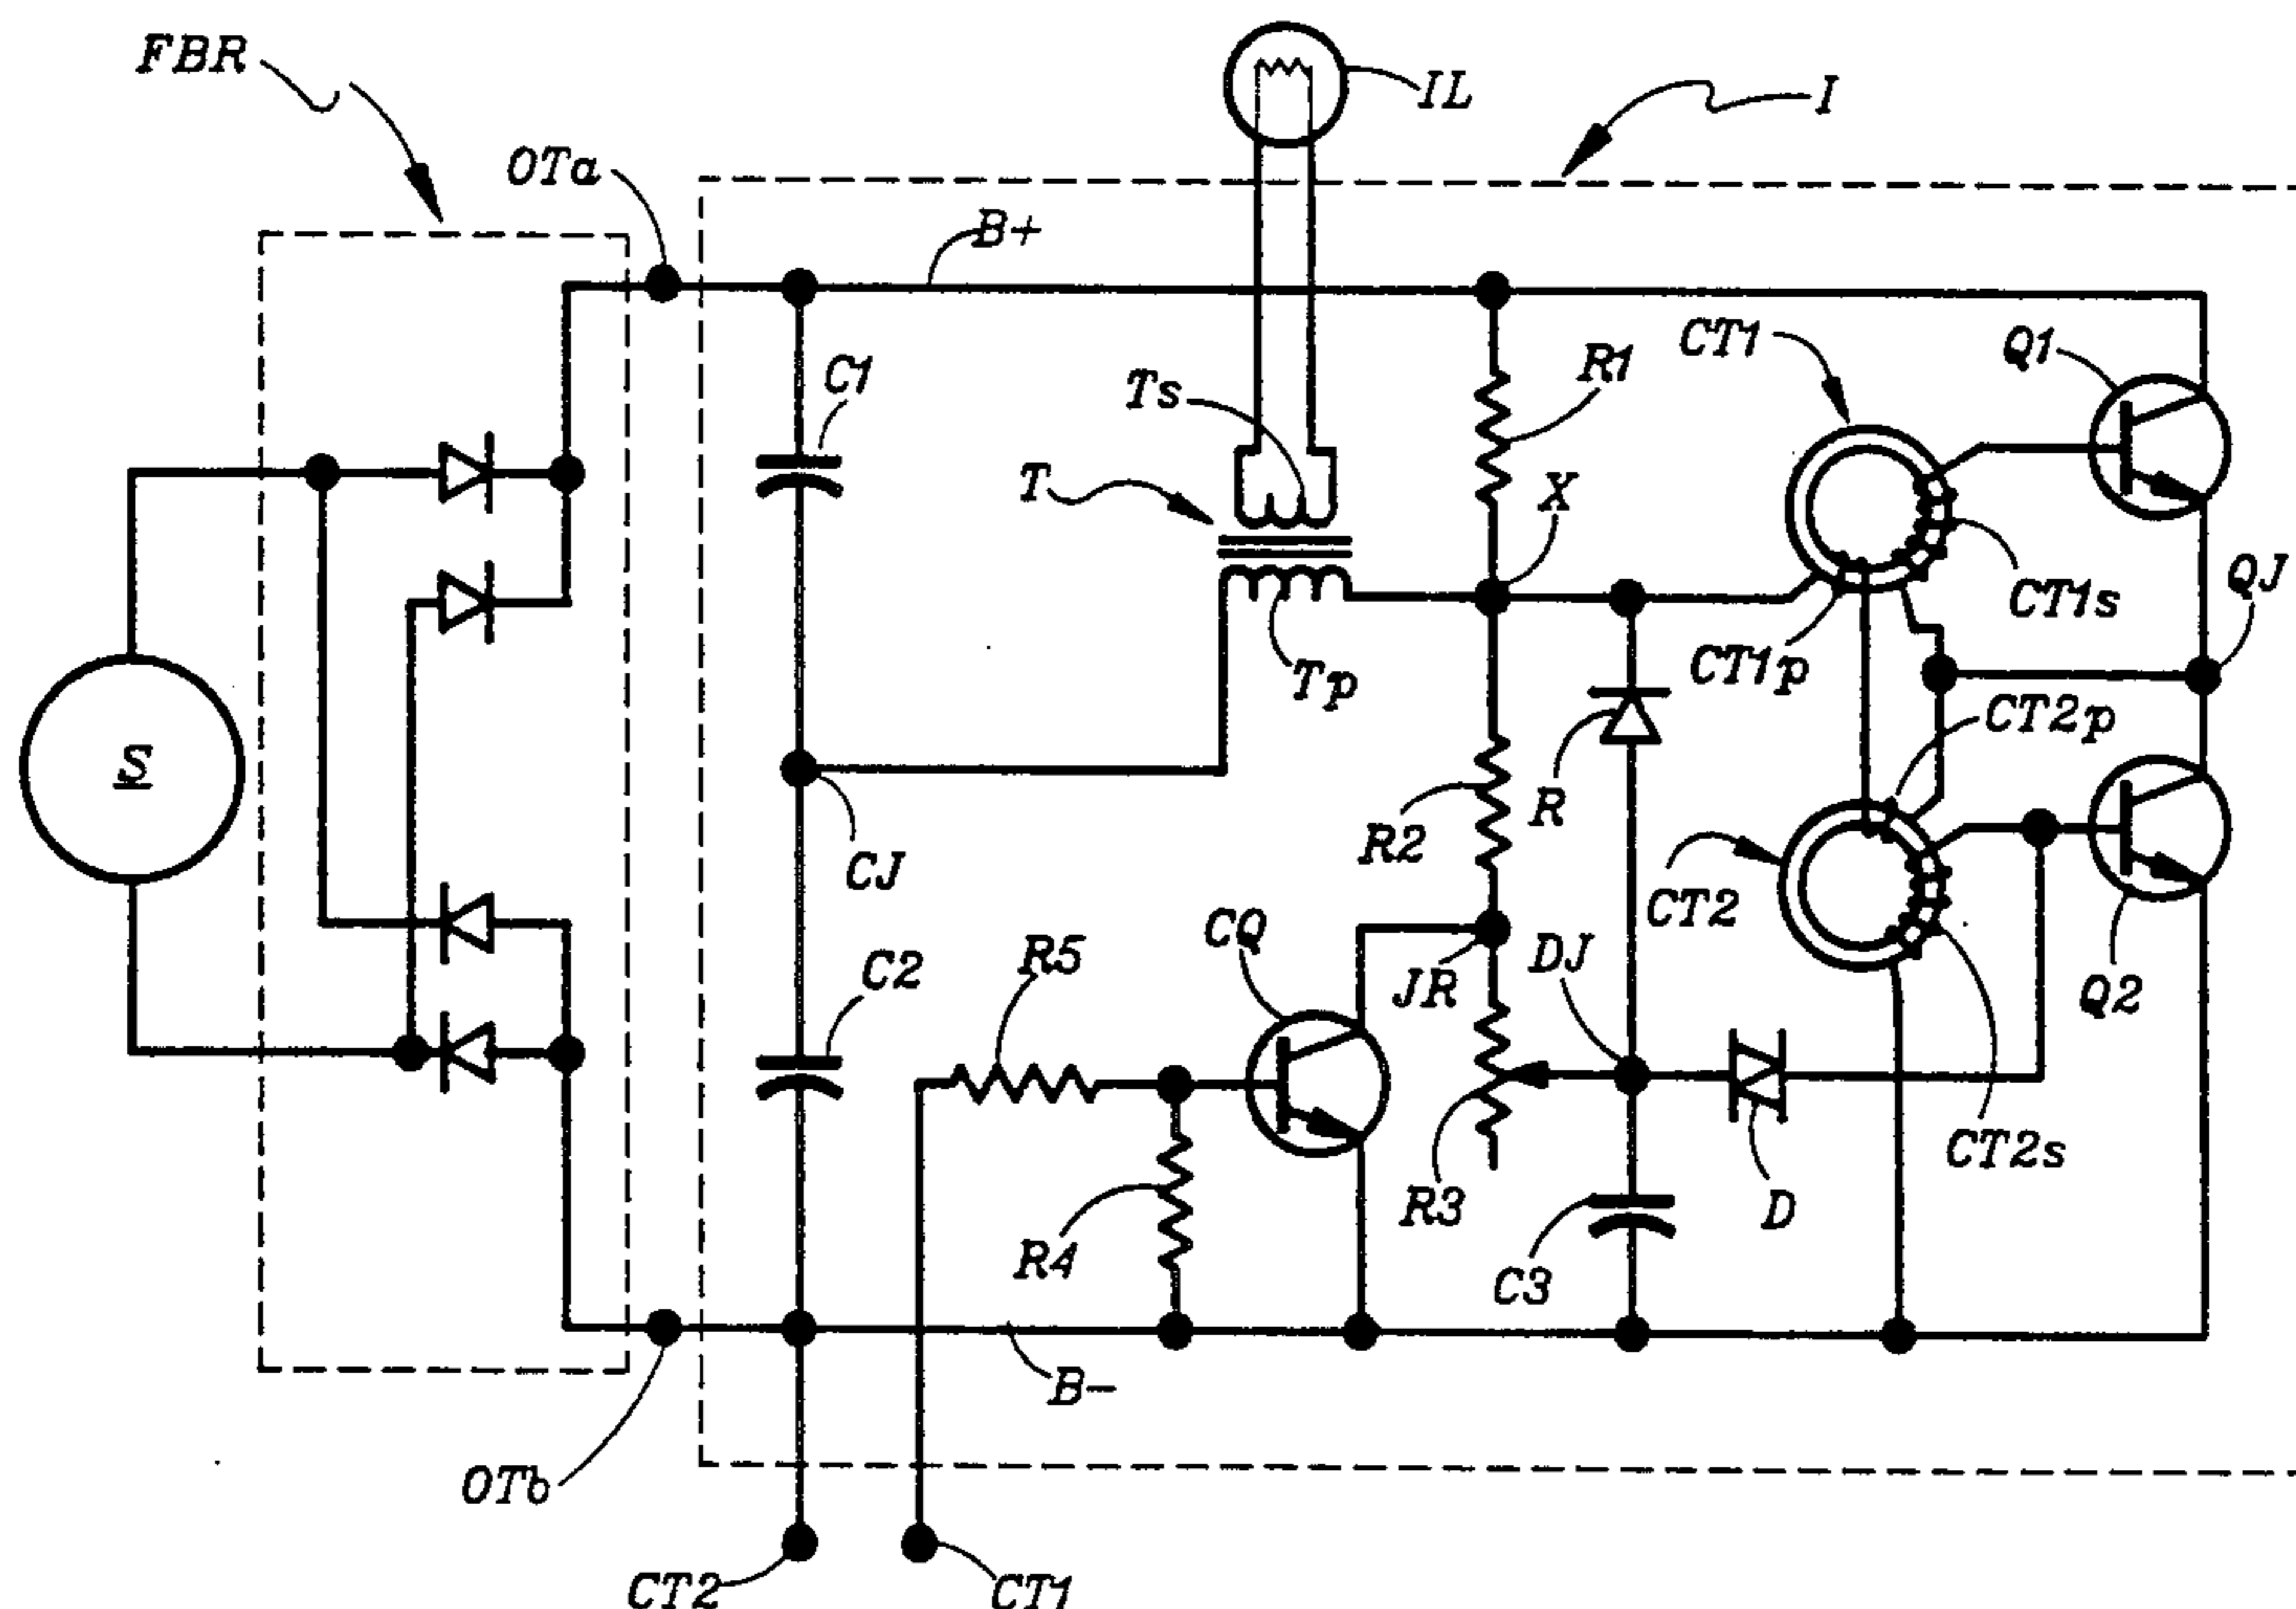 FBR
IL
I
OTa
B+
C1
Ts
R1
CT1
Q1
T
X
CT1s
QJ
CT1p
Tp
CT2p
S
R2
R
CJ
CT2
C2
R5
CQ
JR
DJ
Q2
R4
R3
D
CT2s
C3
B-
OTb
CT2
CT1